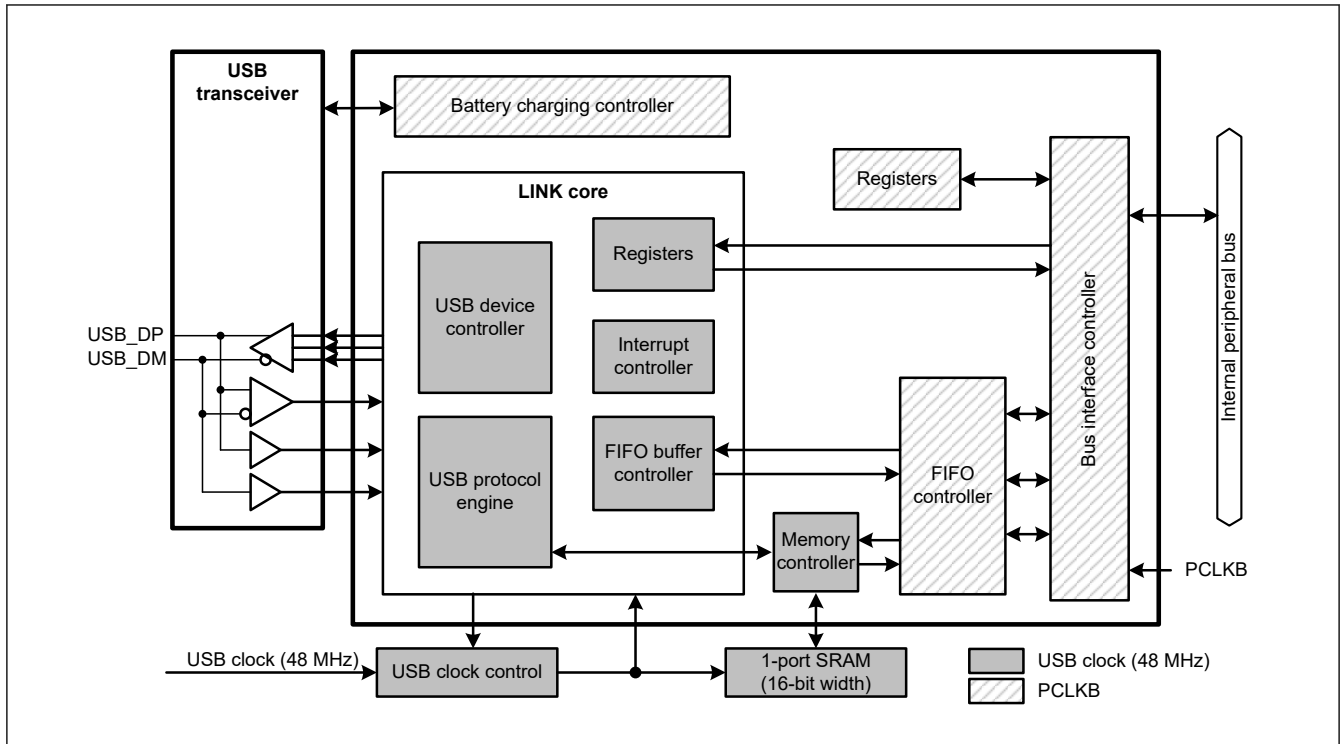 USB
transceiver
Battery charging controller
Registers
LINK core
Registers
USB device
controller
Interrupt
controller
USB_DP
USB_DM
FIFO buffer
controller
USB protocol
engine
FIFO
controller
Memory
controller
Bus interface controller
Internal peripheral bus
PCLKB
USB clock (48 MHz)
USB clock control
1-port SRAM
(16-bit width)
USB clock (48 MHz)
PCLKB